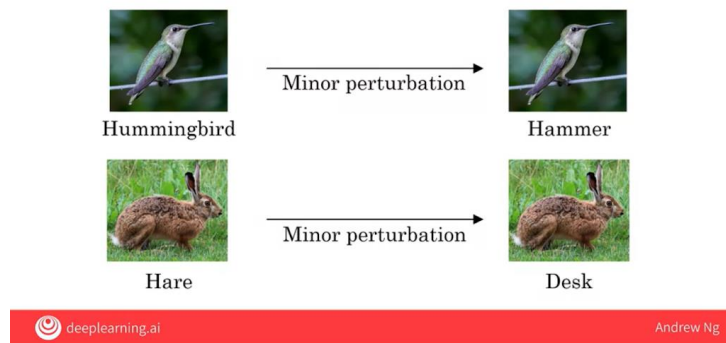 Minor perturbation
Hummingbird
Hammer
Minor perturbation
Hare
Desk
deeplearning.ai
Andrew Ng